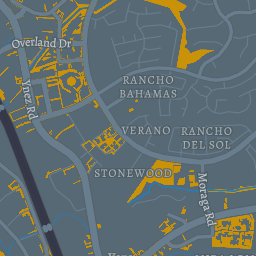 Overland Dr
Ynez Rd
RANCHO
BAHAMAS
VERANO
RANCHO
DEL SOL
STONEWOOD
Moraga Rd